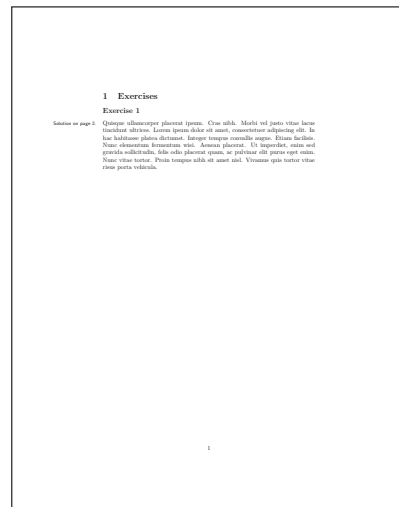 1 Exercises
Exercise 1
Solution on page 2.
Quisque ullamcorper placerat ipsum. Cras nibh. Morbi vel justo vitae lacus
tincidunt ultrices. Lorem ipsum dolor sit amet, consectetuer adipiscing elit. In
hac habitasse platea dictumst. Integer tempus convallis augue. Etiam facilisis.
Nunc elementum fermentum wisi. Aenean placerat. Ut imperdiet, enim sed
gravida sollicitudin, felis odio placerat quam, ac pulvinar elit purus eget enim.
Nunc vitae tortor. Proin tempus nibh sit amet nisl. Vivamus quis tortor vitae
risus porta vehicula.
1